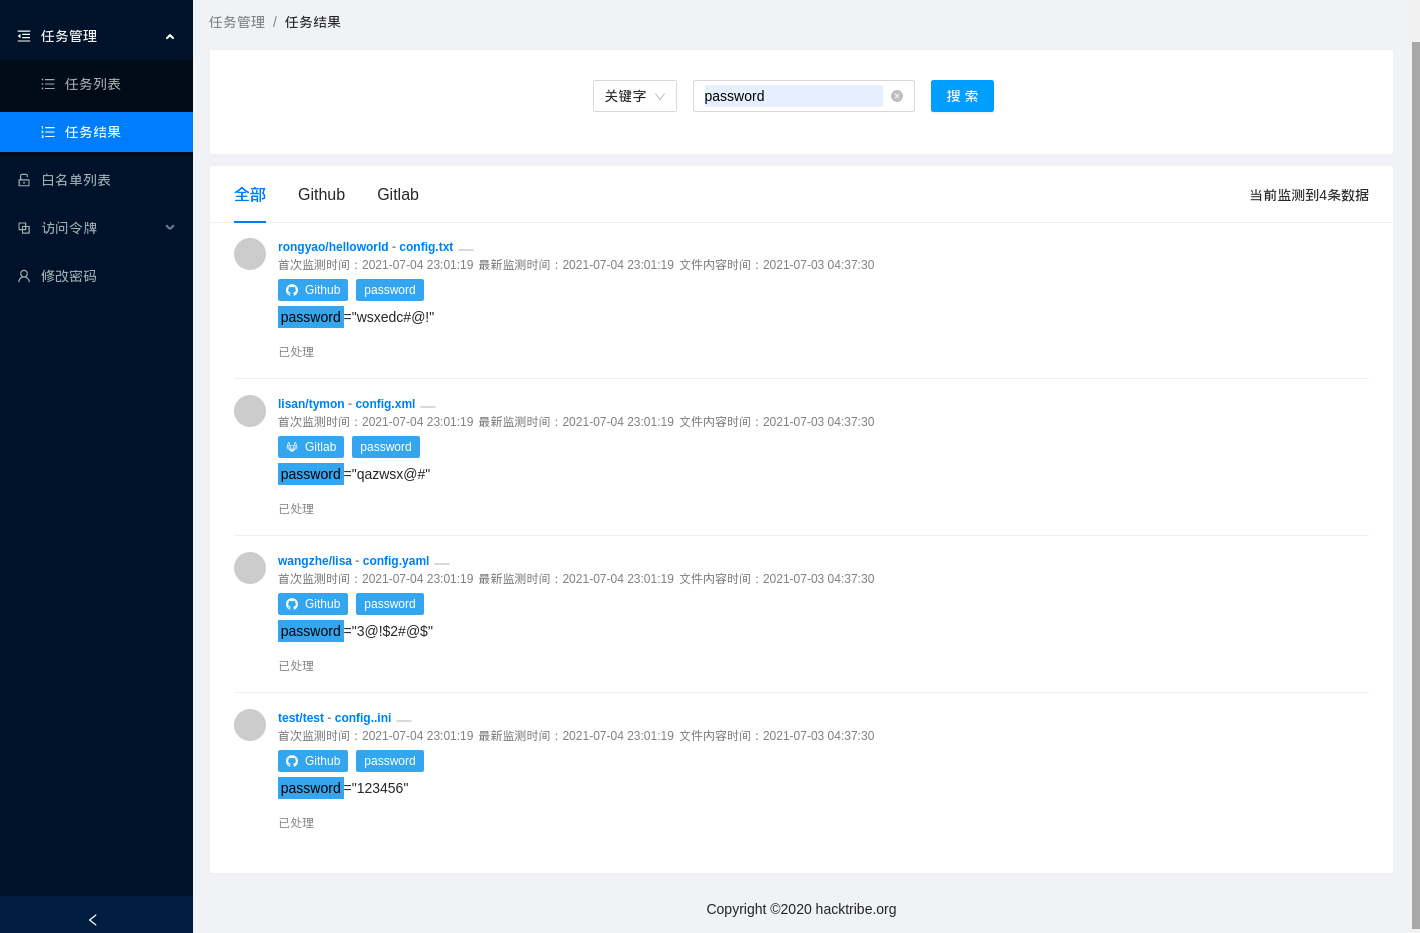 任务管理
任务列表
任务结果
白名单列表
访问令牌
修改密码
任务管理 / 任务结果
关键字 password 搜 索
全部 Github Gitlab 当前监测到4条数据
rongyao/helloworld - config.txt
首次监测时间：2021-07-04 23:01:19 最新监测时间：2021-07-04 23:01:19 文件内容时间：2021-07-03 04:37:30
Github password
password="wsxedc#@!"
已处理
lisan/tymon - config.xml
首次监测时间：2021-07-04 23:01:19 最新监测时间：2021-07-04 23:01:19 文件内容时间：2021-07-03 04:37:30
Gitlab password
password="qazwsx@#"
已处理
wangzhe/lisa - config.yaml
首次监测时间：2021-07-04 23:01:19 最新监测时间：2021-07-04 23:01:19 文件内容时间：2021-07-03 04:37:30
Github password
password="3@!$2#@$"
已处理
test/test - config..ini
首次监测时间：2021-07-04 23:01:19 最新监测时间：2021-07-04 23:01:19 文件内容时间：2021-07-03 04:37:30
Github password
password="123456"
已处理
Copyright ©2020 hacktribe.org